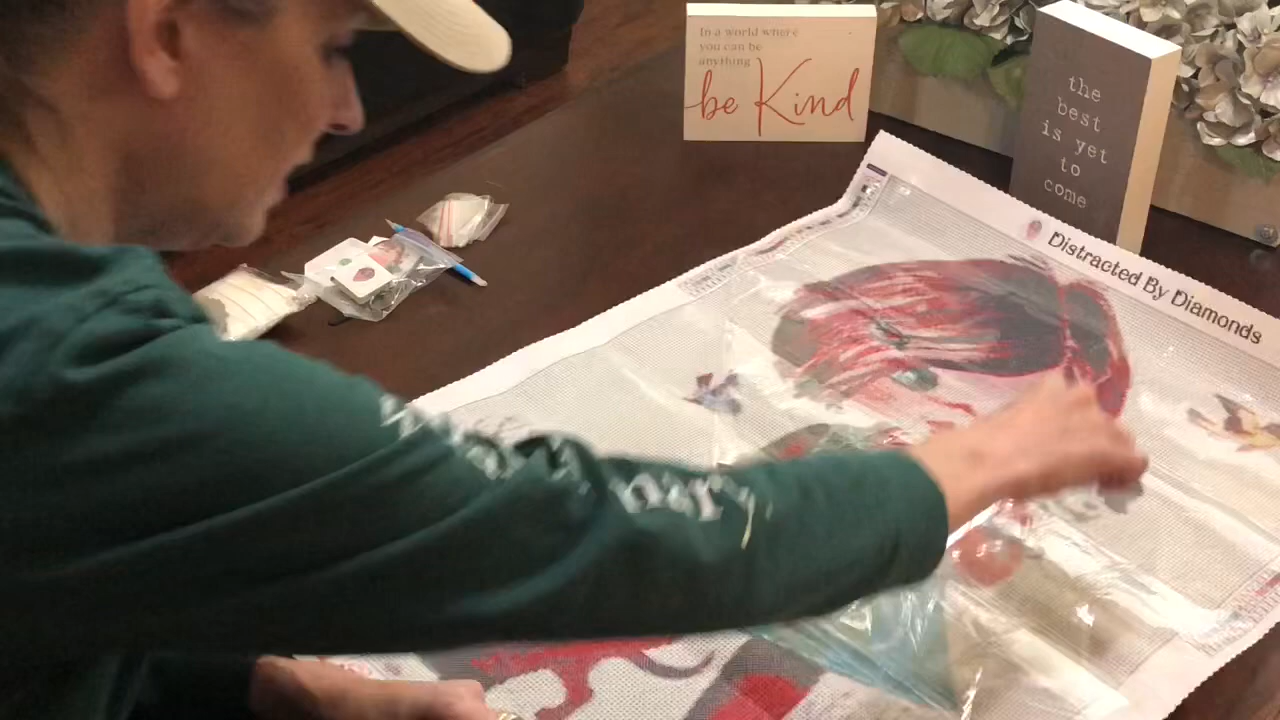 In a world where
you can be
anything
be Kind
the
best
is yet
to
come
Distracted By Diamonds